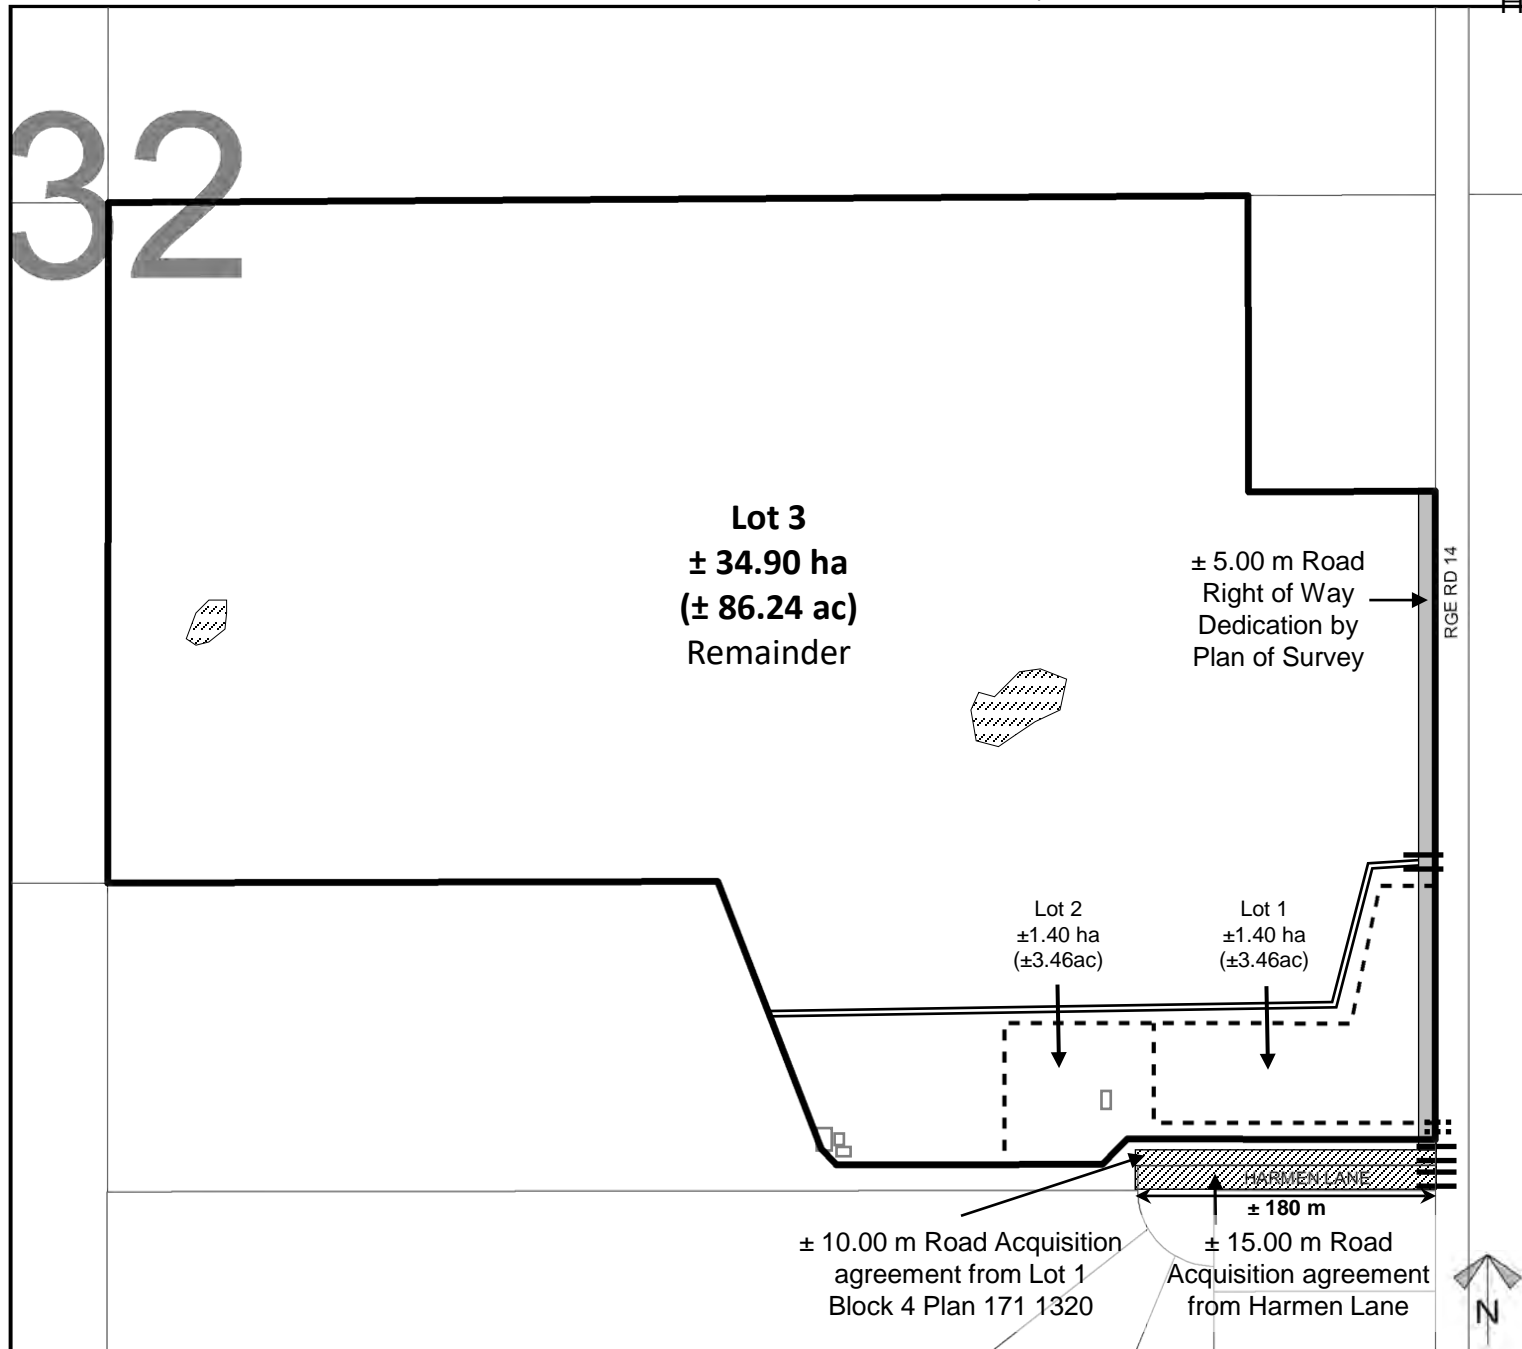 32
Lot 3
± 34.90 ha
(± 86.24 ac)
Remainder
± 5.00 m Road
Right of Way
Dedication by
Plan of Survey
RGE RD 14
Lot 2
±1.40 ha
(±3.46ac)
Lot 1
±1.40 ha
(±3.46ac)
HARMEN LANE
± 180 m
± 10.00 m Road Acquisition
agreement from Lot 1
Block 4 Plan 171 1320
± 15.00 m Road
Acquisition agreement
from Harmen Lane
N